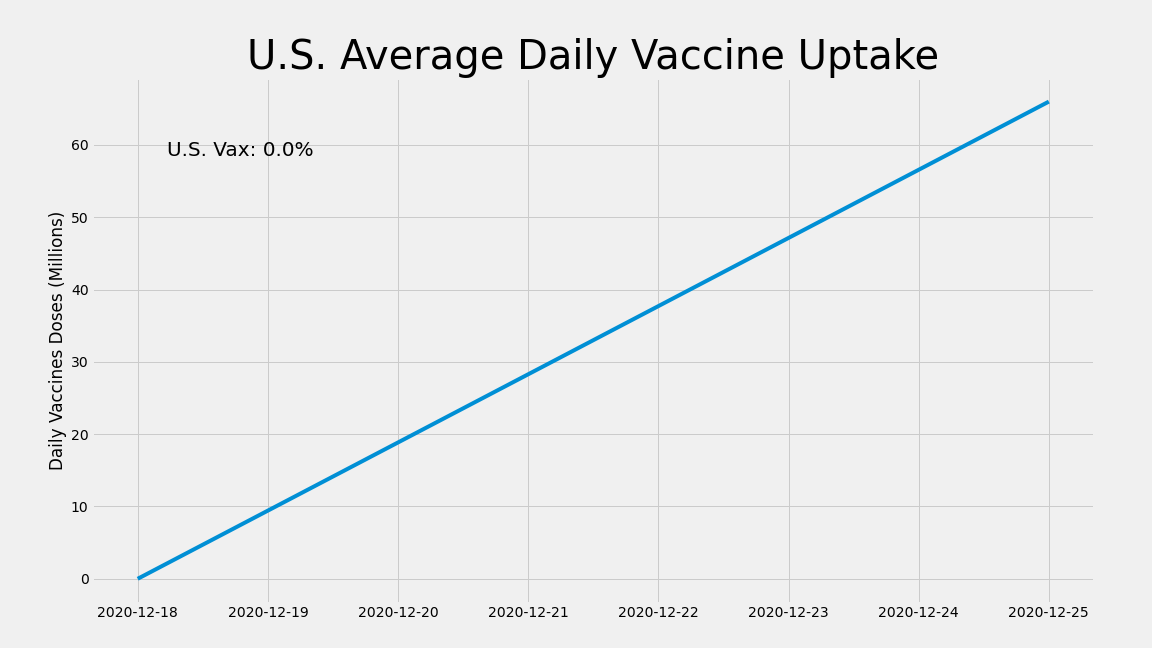 U.S. Average Daily Vaccine Uptake
U.S. Vax: 0.0%
Daily Vaccines Doses (Millions)
60
50
40
30
20
10
0
2020-12-18 2020-12-19 2020-12-20 2020-12-21 2020-12-22 2020-12-23 2020-12-24 2020-12-25